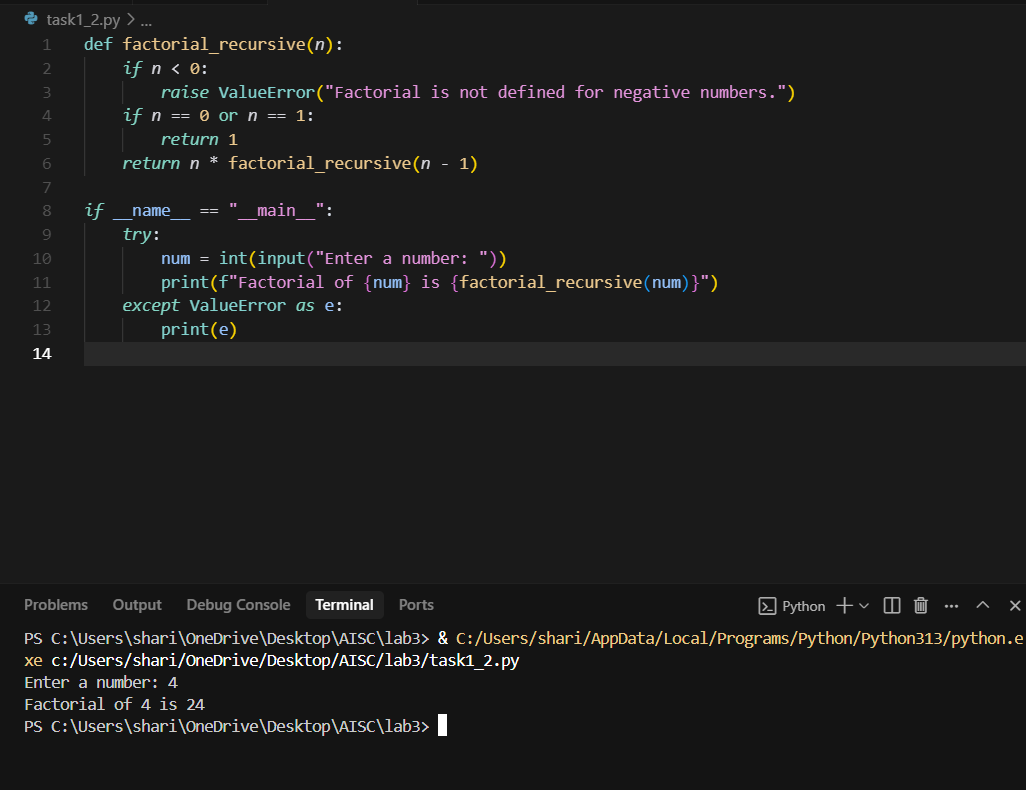 task1_2.py > ...
1 def factorial_recursive(n):
2     if n < 0:
3         raise ValueError("Factorial is not defined for negative numbers.")
4     if n == 0 or n == 1:
5         return 1
6     return n * factorial_recursive(n - 1)
7
8 if __name__ == "__main__":
9     try:
10         num = int(input("Enter a number: "))
11         print(f"Factorial of {num} is {factorial_recursive(num)}")
12     except ValueError as e:
13         print(e)
14
Problems Output Debug Console Terminal Ports Python
PS C:\Users\shari\OneDrive\Desktop\AISC\lab3> & C:/Users/shari/AppData/Local/Programs/Python/Python313/python.e
xe c:/Users/shari/OneDrive/Desktop/AISC/lab3/task1_2.py
Enter a number: 4
Factorial of 4 is 24
PS C:\Users\shari\OneDrive\Desktop\AISC\lab3>